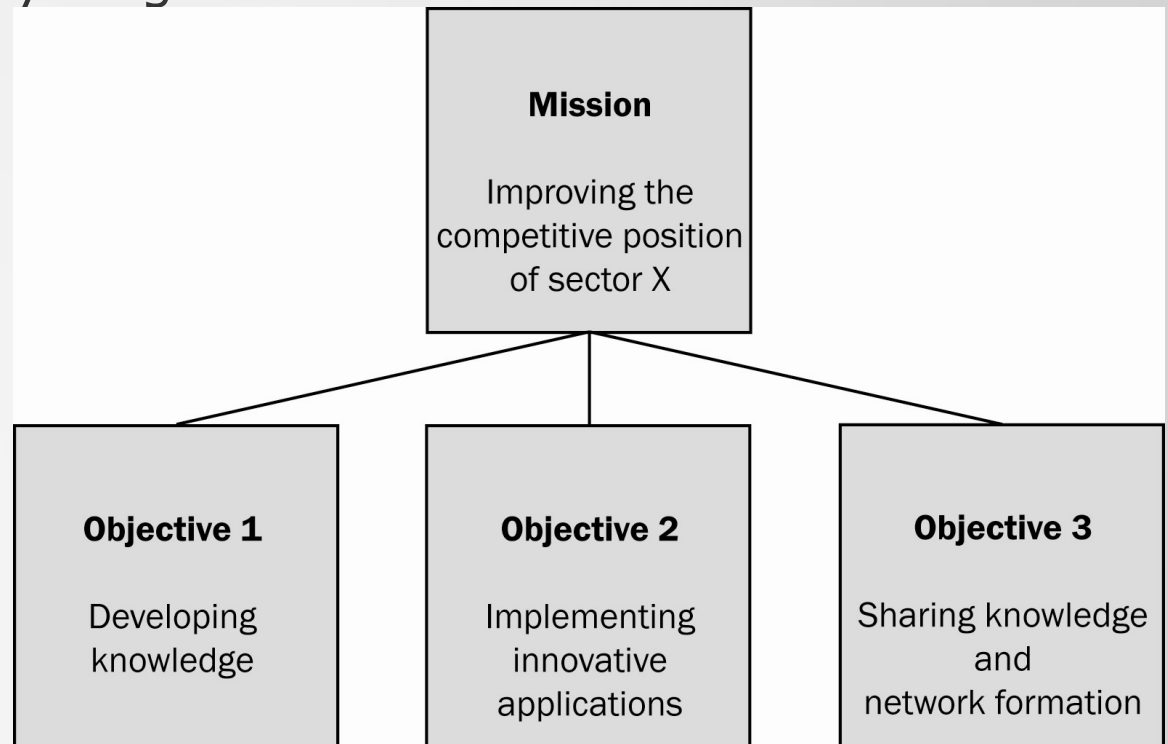 Mission
Improving the
competitive position
of sector X
Objective 1
Developing
knowledge
Objective 2
Implementing
innovative
applications
Objective 3
Sharing knowledge
and
network formation